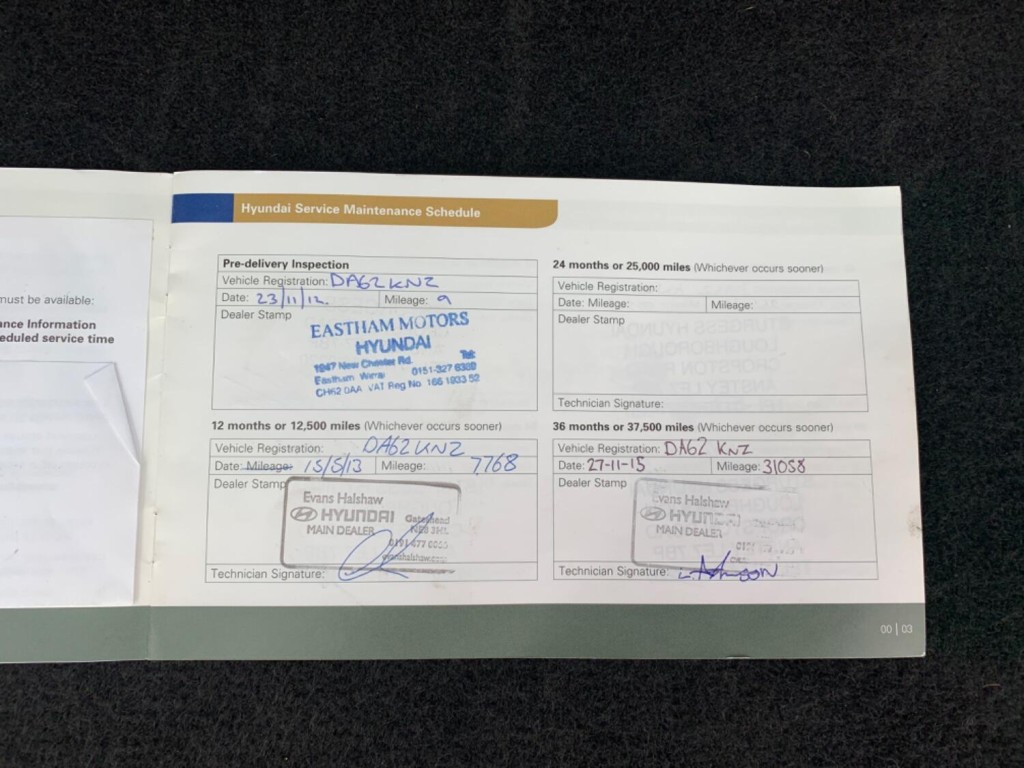 must be available:
ance Information
eduled service time
Hyundai Service Maintenance Schedule
Pre-delivery Inspection
Vehicle Registration: DA62KNZ
Date: 23/11/12. Mileage: 9
Dealer Stamp
EASTHAM MOTORS
HYUNDAI
1947 New Chester Rd. Tel:
Eastham Wirral 0151-327 6300
CH62 0AA VAT Reg No 166 1933 52
12 months or 12,500 miles (Whichever occurs sooner)
Vehicle Registration: DA62KNZ
Date: Mileage: 15/5/13 Mileage: 7768
Dealer Stamp
Evans Halshaw
HYUNDAI Gateshead
MAIN DEALER
Technician Signature:
24 months or 25,000 miles (Whichever occurs sooner)
Vehicle Registration:
Date: Mileage: Mileage:
Dealer Stamp
Technician Signature:
36 months or 37,500 miles (Whichever occurs sooner)
Vehicle Registration: DA62 KNZ
Date: 27-11-15 Mileage: 31058
Dealer Stamp
Evans Halshaw
HYUNDAI
MAIN DEALER
Technician Signature:
00 | 03